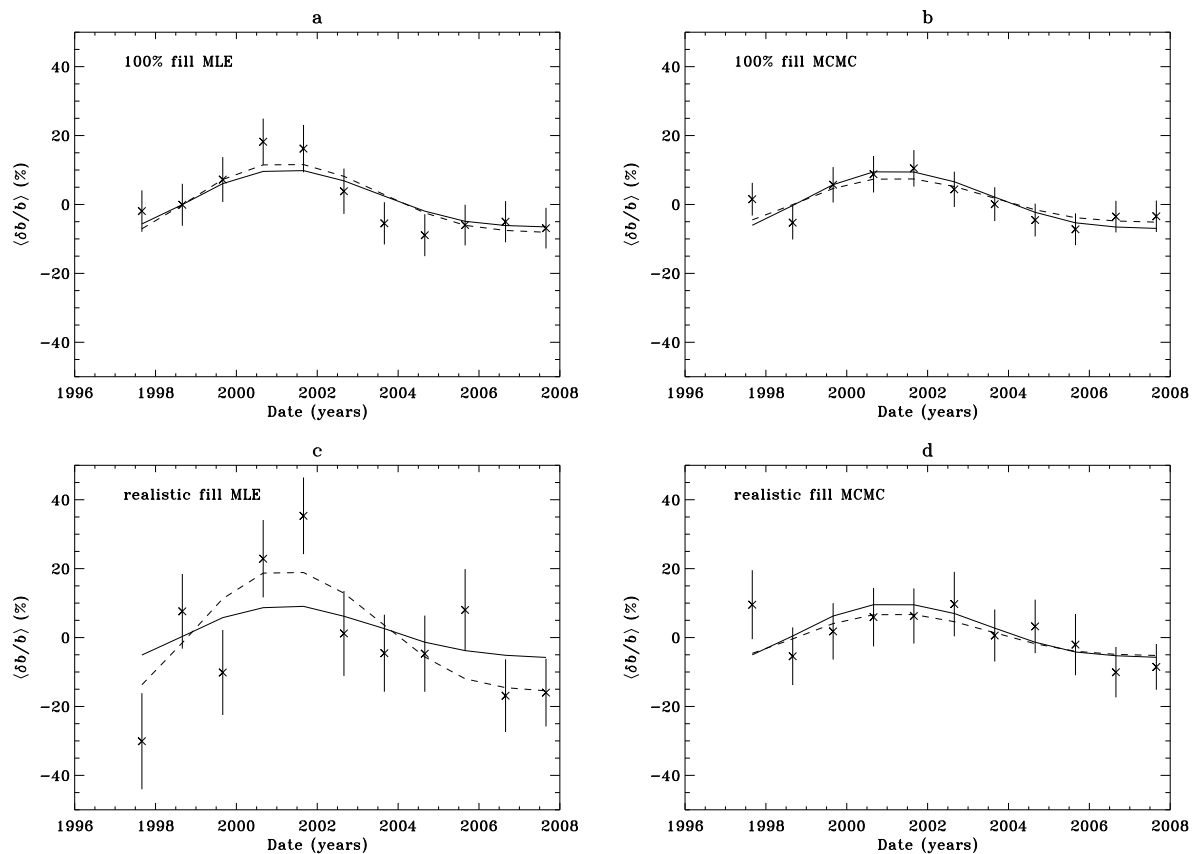 a
100% fill MLE
40
20
0
−20
−40
⟨δb/b⟩ (%)
1996 1998 2000 2002 2004 2006 2008
Date (years)
b
100% fill MCMC
40
20
0
−20
−40
⟨δb/b⟩ (%)
1996 1998 2000 2002 2004 2006 2008
Date (years)
c
realistic fill MLE
40
20
0
−20
−40
⟨δb/b⟩ (%)
1996 1998 2000 2002 2004 2006 2008
Date (years)
d
realistic fill MCMC
40
20
0
−20
−40
⟨δb/b⟩ (%)
1996 1998 2000 2002 2004 2006 2008
Date (years)